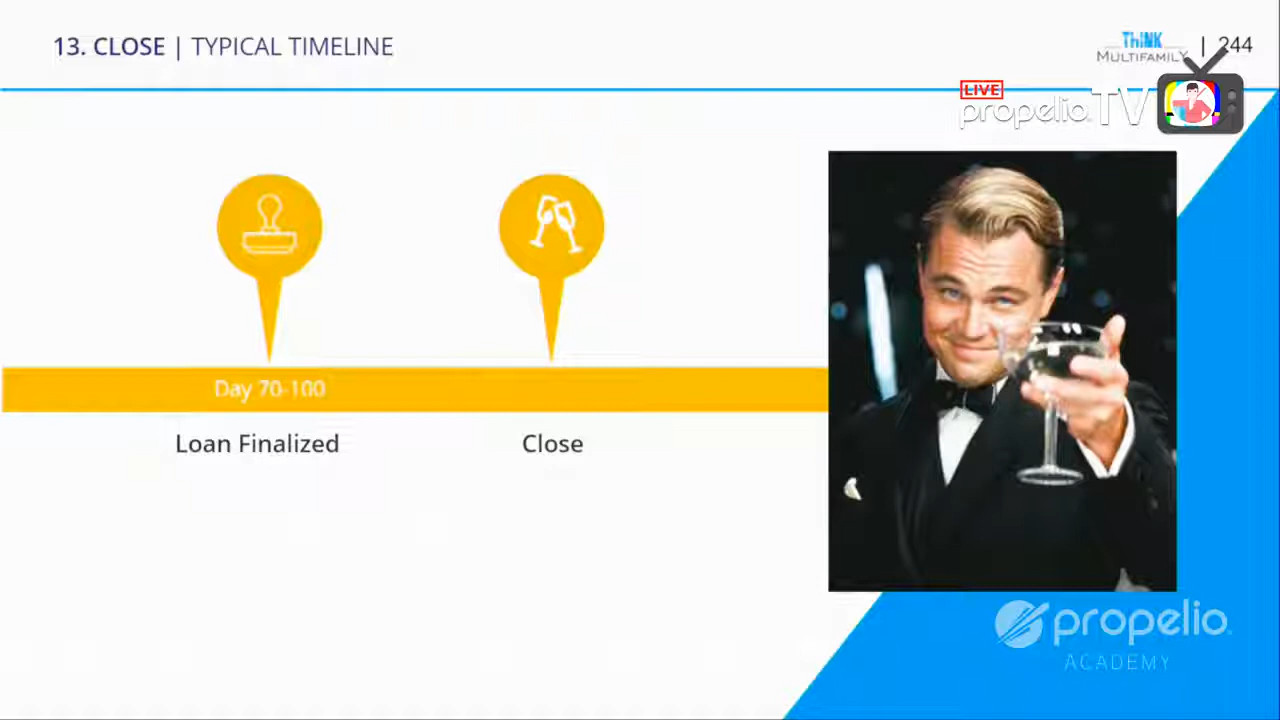 13. CLOSE | TYPICAL TIMELINE
ThiNK
MULTIFAMILY
| 244
LIVE
propelio TV
Day 70-100
Loan Finalized
Close
propelio
ACADEMY